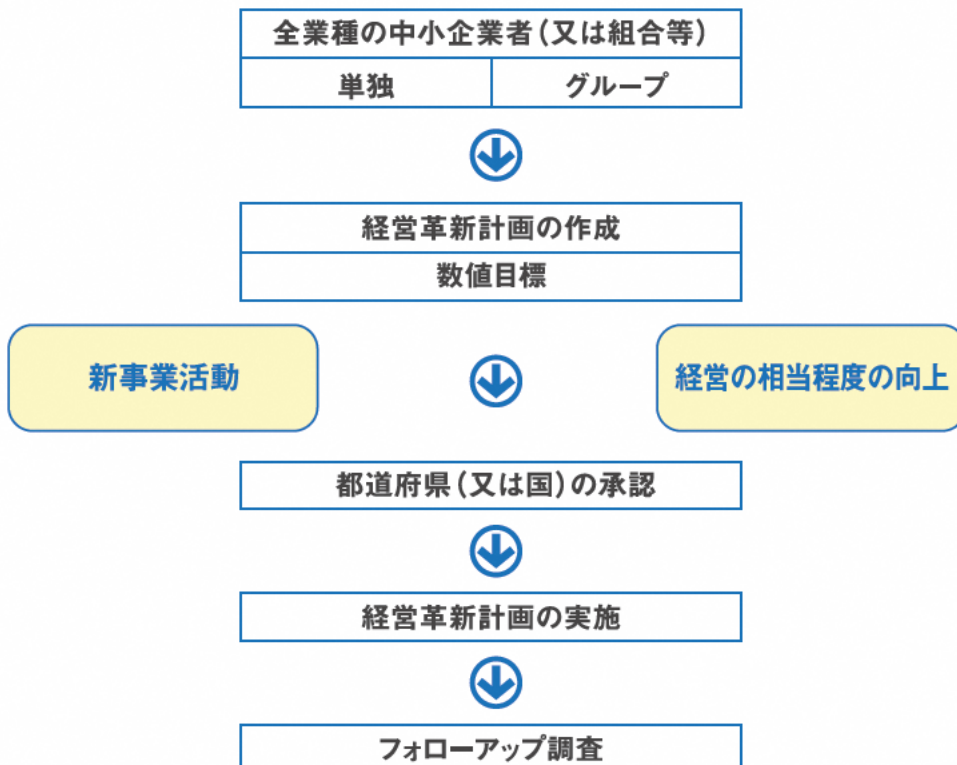 全業種の中小企業者(又は組合等)
単独
グループ
経営革新計画の作成
数値目標
新事業活動
経営の相当程度の向上
都道府県(又は国)の承認
経営革新計画の実施
フォローアップ調査